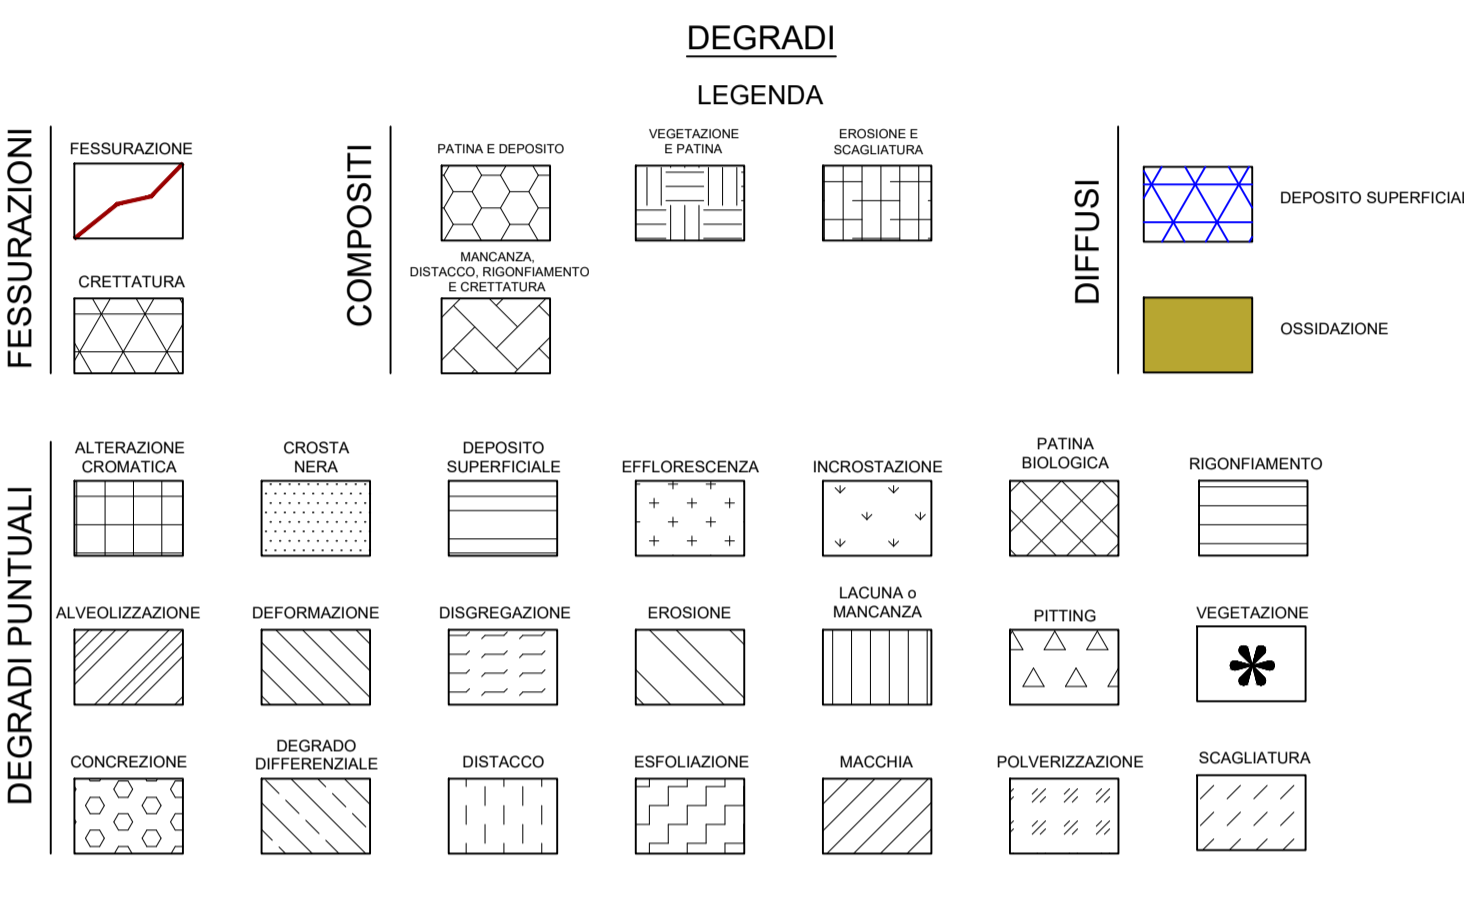 DEGRADI
LEGENDA
FESSURAZIONI
FESSURAZIONE
CRETTATURA
COMPOSITI
PATINA E DEPOSITO
VEGETAZIONE
E PATINA
EROSIONE E
SCAGLIATURA
MANCANZA,
DISTACCO, RIGONFIAMENTO
E CRETTATURA
DIFFUSI
DEPOSITO SUPERFICIA
OSSIDAZIONE
DEGRADI PUNTUALI
ALTERAZIONE
CROMATICA
CROSTA
NERA
DEPOSITO
SUPERFICIALE
EFFLORESCENZA
INCROSTAZIONE
PATINA
BIOLOGICA
RIGONFIAMENTO
ALVEOLIZZAZIONE
DEFORMAZIONE
DISGREGAZIONE
EROSIONE
LACUNA o
MANCANZA
PITTING
VEGETAZIONE
CONCREZIONE
DEGRADO
DIFFERENZIALE
DISTACCO
ESFOLIAZIONE
MACCHIA
POLVERIZZAZIONE
SCAGLIATURA